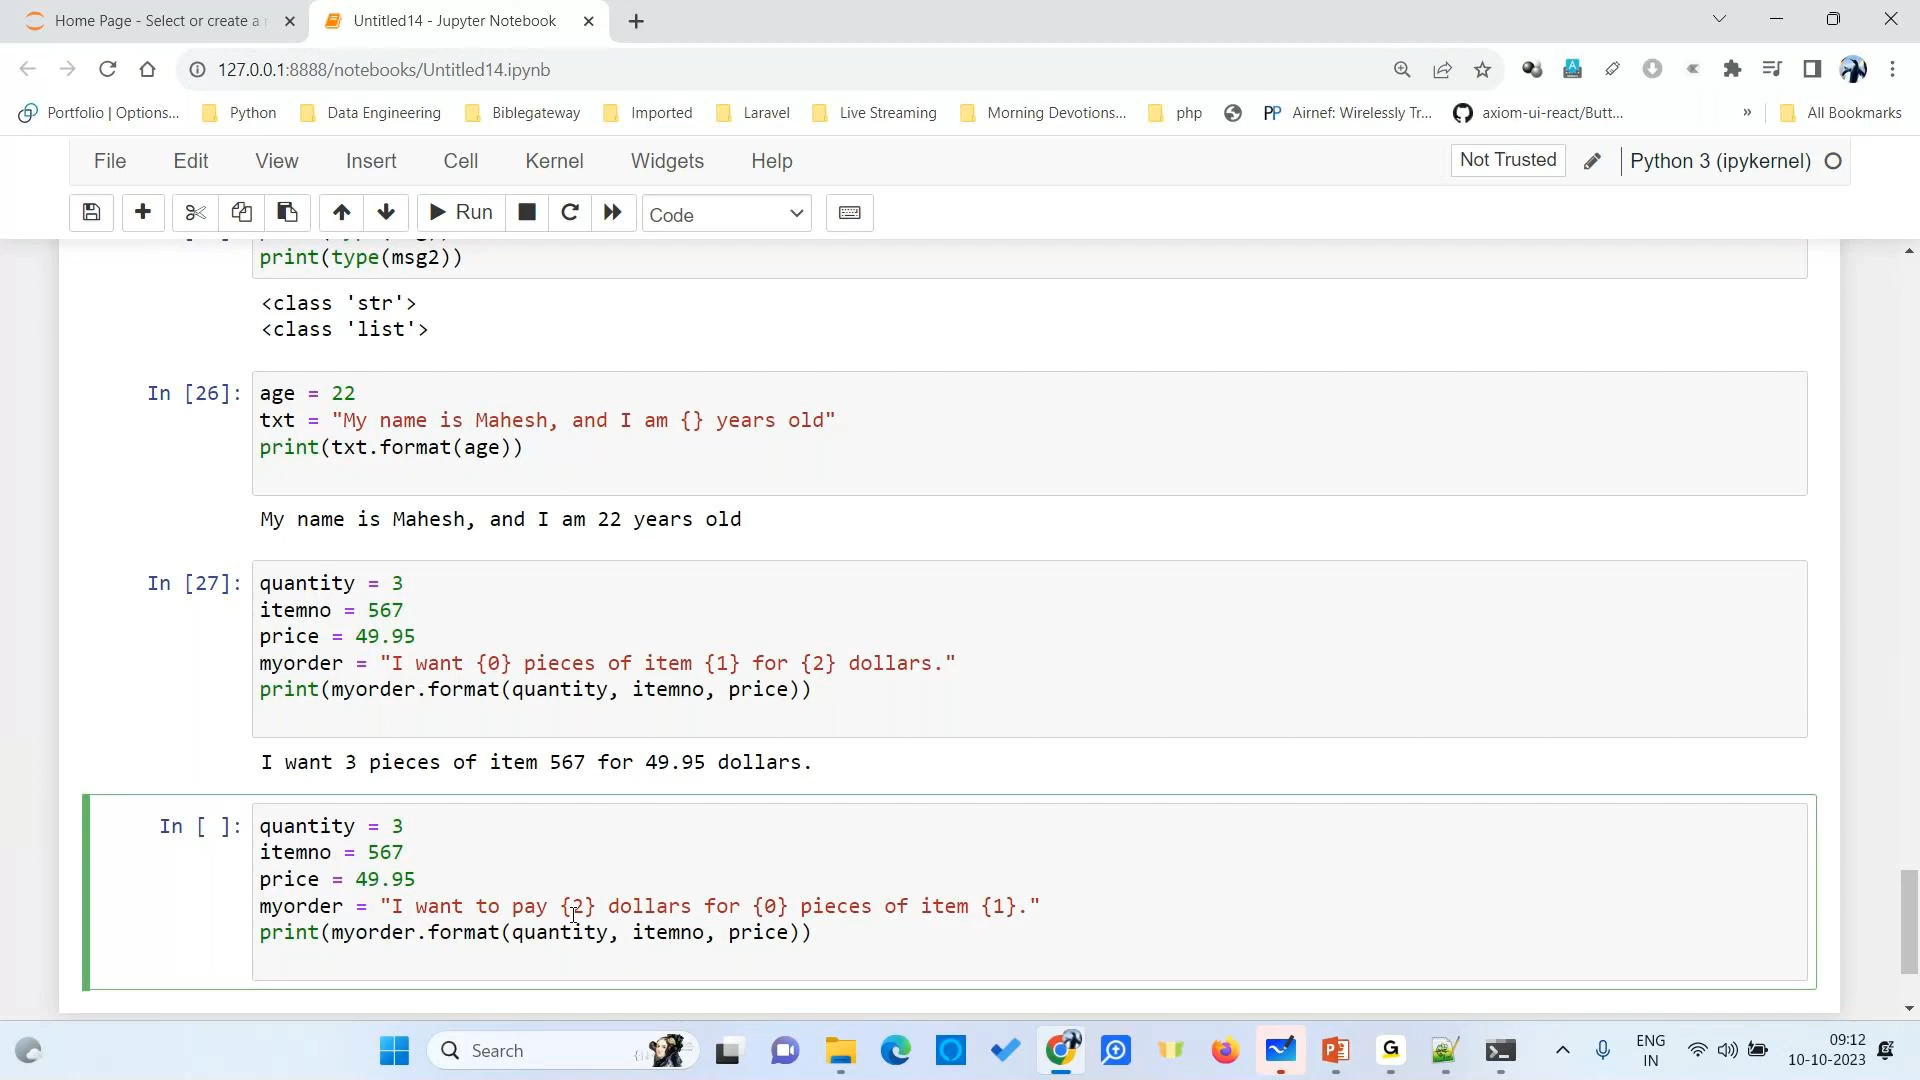 Home Page - Select or create a n
Untitled14 - Jupyter Notebook
127.0.0.1:8888/notebooks/Untitled14.ipynb
Portfolio | Options...
Python
Data Engineering
Biblegateway
Imported
Laravel
Live Streaming
Morning Devotions...
php
PP Airnef: Wirelessly Tr...
axiom-ui-react/Butt...
»
All Bookmarks
File Edit View Insert Cell Kernel Widgets Help
Not Trusted
Python 3 (ipykernel)
Run
Code
print(type(msg2))
<class 'str'>
<class 'list'>
In [26]:
age = 22
txt = "My name is Mahesh, and I am {} years old"
print(txt.format(age))
My name is Mahesh, and I am 22 years old
In [27]:
quantity = 3
itemno = 567
price = 49.95
myorder = "I want {0} pieces of item {1} for {2} dollars."
print(myorder.format(quantity, itemno, price))
I want 3 pieces of item 567 for 49.95 dollars.
In [ ]:
quantity = 3
itemno = 567
price = 49.95
myorder = "I want to pay {2} dollars for {0} pieces of item {1}."
print(myorder.format(quantity, itemno, price))
Search
ENG
IN
09:12
10-10-2023